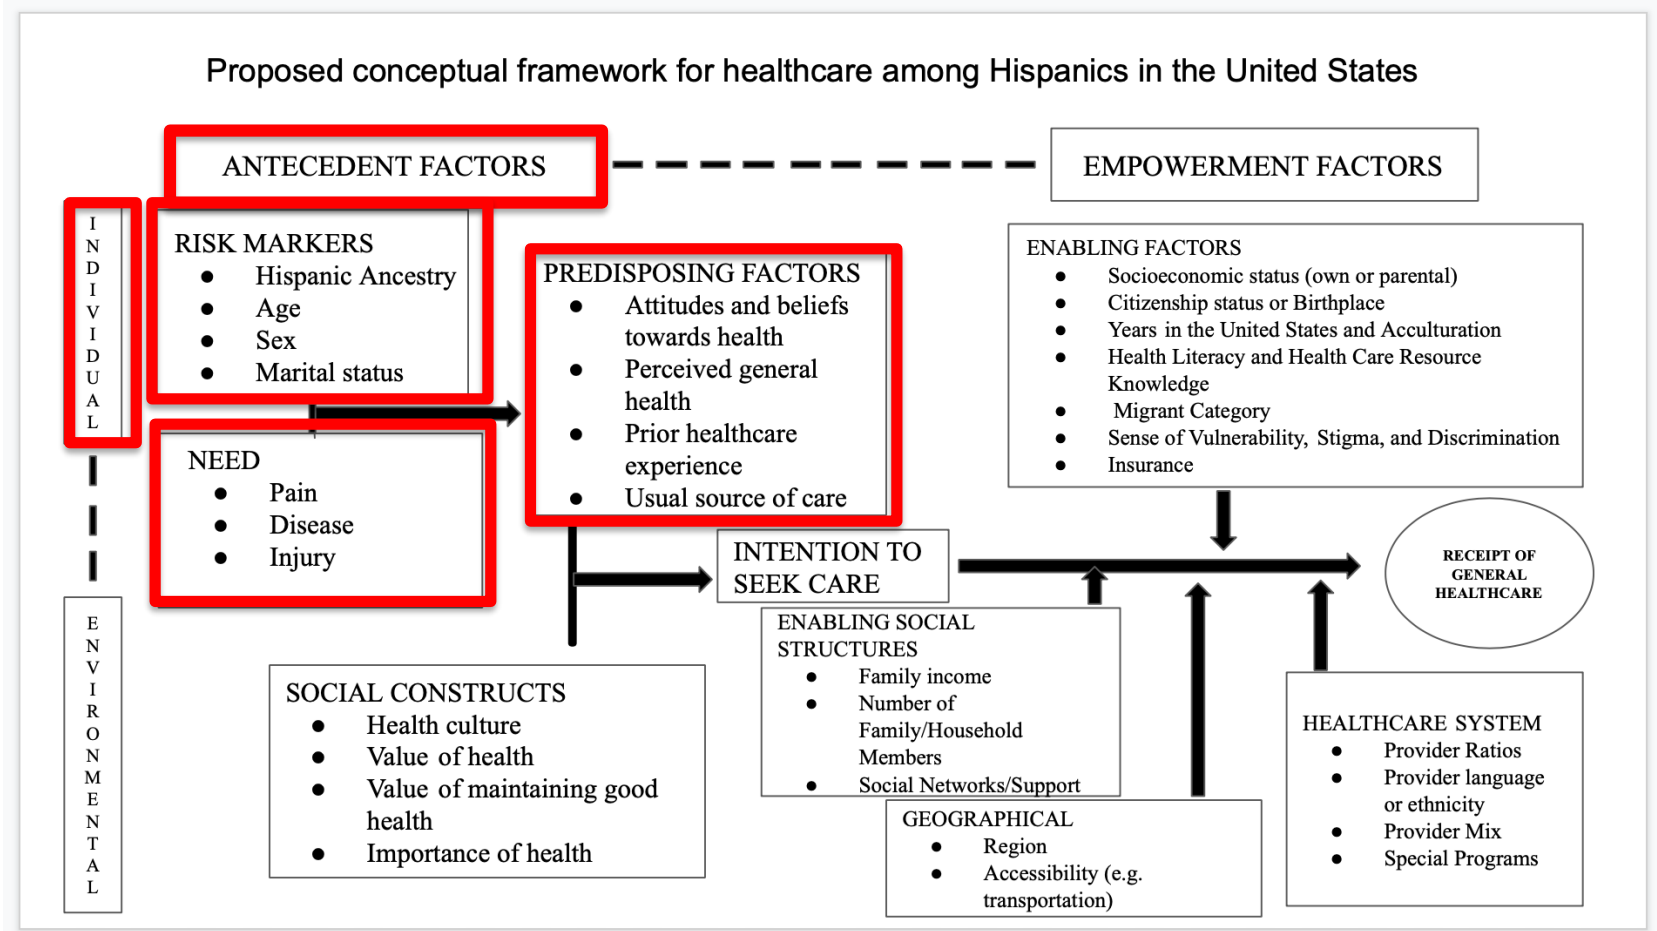 Proposed conceptual framework for healthcare among Hispanics in the United States
ANTECEDENT FACTORS
EMPOWERMENT FACTORS
INDIVIDUAL
RISK MARKERS
● Hispanic Ancestry
● Age
● Sex
● Marital status
NEED
● Pain
● Disease
● Injury
PREDISPOSING FACTORS
● Attitudes and beliefs
towards health
● Perceived general
health
● Prior healthcare
experience
● Usual source of care
ENABLING FACTORS
● Socioeconomic status (own or parental)
● Citizenship status or Birthplace
● Years in the United States and Acculturation
● Health Literacy and Health Care Resource
Knowledge
● Migrant Category
● Sense of Vulnerability, Stigma, and Discrimination
● Insurance
INTENTION TO
SEEK CARE
RECEIPT OF
GENERAL
HEALTHCARE
ENVIRONMENTAL
SOCIAL CONSTRUCTS
● Health culture
● Value of health
● Value of maintaining good
health
● Importance of health
ENABLING SOCIAL
STRUCTURES
● Family income
● Number of
Family/Household
Members
● Social Networks/Support
GEOGRAPHICAL
● Region
● Accessibility (e.g.
transportation)
HEALTHCARE SYSTEM
● Provider Ratios
● Provider language
or ethnicity
● Provider Mix
● Special Programs